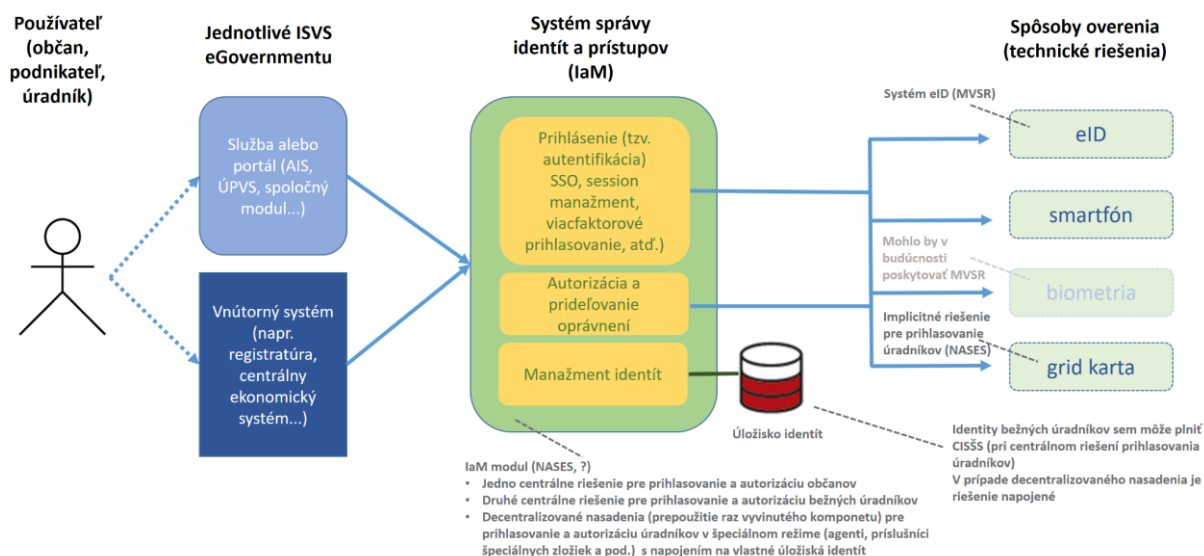 Používateľ
(občan,
podnikateľ,
úradník)
Jednotlivé ISVS
eGovernmentu
Služba alebo
portál (AIS,
ÚPVS, spoločný
modul...)
Vnútorný systém
(napr.
registratúra,
centrálny
ekonomický
systém...)
Systém správy
identít a prístupov
(IaM)
Prihlásenie (tzv.
autentifikácia)
SSO, session
manažment,
viacfaktorové
prihlasovanie, atď.)
Autorizácia a
prideľovanie
oprávnení
Manažment identít
Úložisko identít
IaM modul (NASES, ?)
• Jedno centrálne riešenie pre prihlasovanie a autorizáciu občanov
• Druhé centrálne riešenie pre prihlasovanie a autorizáciu bežných úradníkov
• Decentralizované nasadenia (prepoužitie raz vyvinutého komponetu) pre
prihlasovanie a autorizáciu úradníkov v špeciálnom režime (agenti, príslušníci
špeciálnych zložiek a pod.) s napojením na vlastné úložiská identít
Spôsoby overenia
(technické riešenia)
Systém eID (MVSR)
eID
smartfón
Mohlo by v
budúcnosti
poskytovať MVSR
biometria
Implicitné riešenie
pre prihlasovanie
úradníkov (NASES)
grid karta
Identity bežných úradníkov sem môže plniť
CISŠS (pri centrálnom riešení prihlasovania
úradníkov)
V prípade decentralizovaného nasadenia je
riešenie napojené